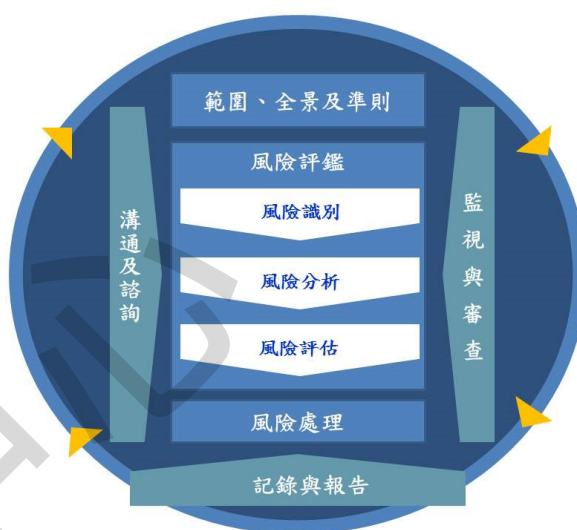 範圍、全景及準則
風險評鑑
風險識別
風險分析
風險評估
風險處理
溝通及諮詢
監視與審查
記錄與報告